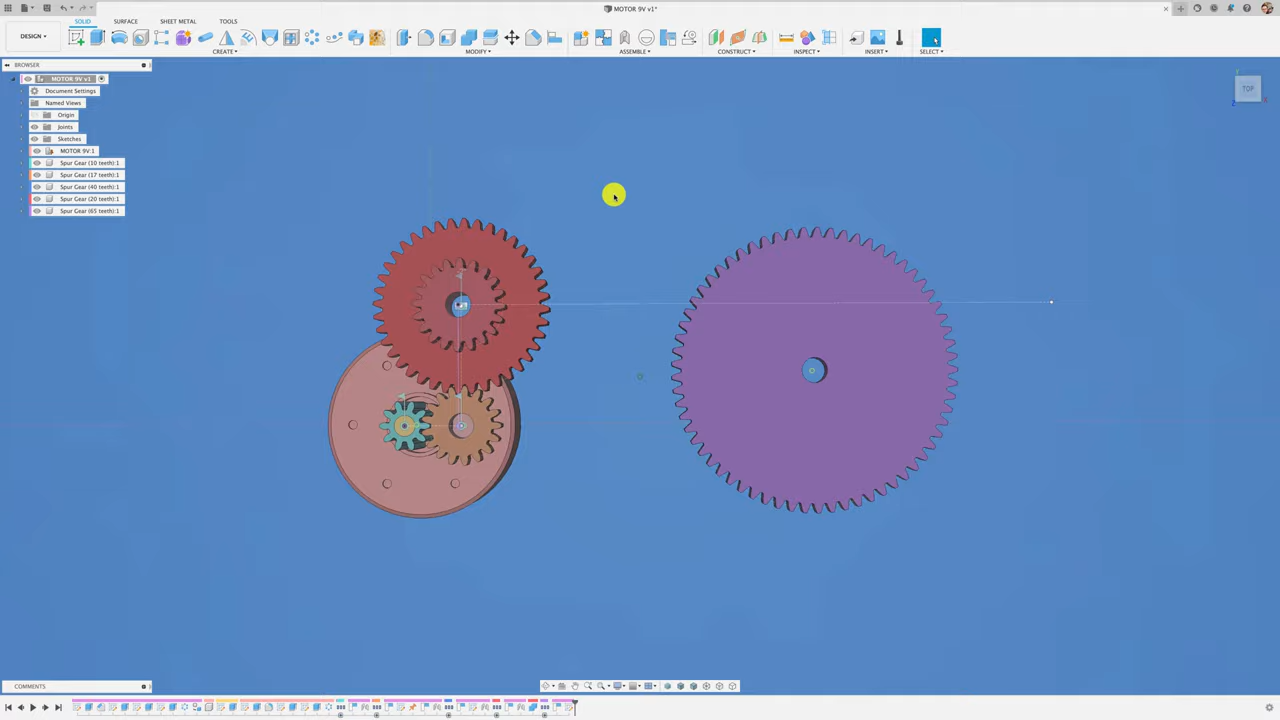 MOTOR 9V v1*
SOLID SURFACE SHEET METAL TOOLS
DESIGN ▾
CREATE ▾ MODIFY ▾ ASSEMBLE ▾ CONSTRUCT ▾ INSPECT ▾ INSERT ▾ SELECT ▾
BROWSER
MOTOR 9V v1
Document Settings
Named Views
Origin
Joints
Sketches
MOTOR 9V:1
Spur Gear (10 teeth):1
Spur Gear (17 teeth):1
Spur Gear (40 teeth):1
Spur Gear (20 teeth):1
Spur Gear (65 teeth):1
TOP
Z
X
COMMENTS